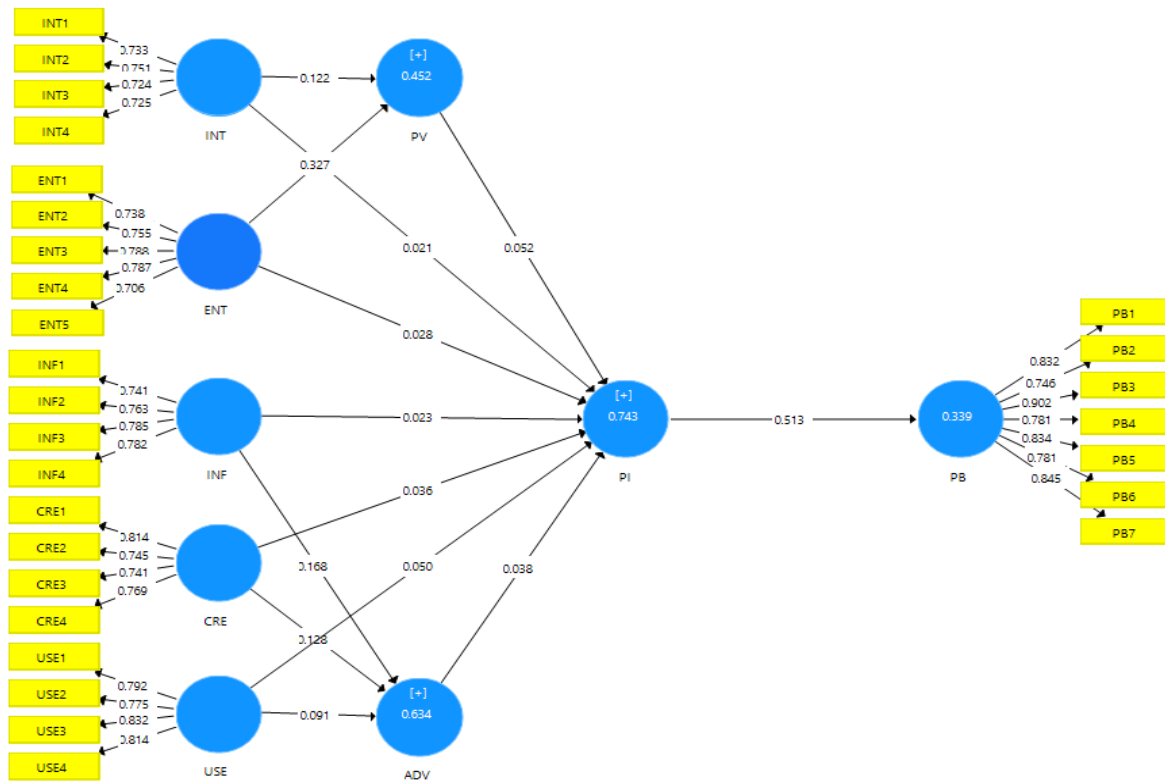 INT1
INT2
INT3
INT4
0.733
0.751
0.724
0.725
INT
0.122
[+]
0.452
PV
ENT1
ENT2
ENT3
ENT4
ENT5
0.738
0.755
0.788
0.787
0.706
ENT
0.327
0.021
0.052
0.028
INF1
INF2
INF3
INF4
0.741
0.763
0.785
0.782
INF
0.023
[+]
0.743
PI
0.513
0.339
PB
PB1
PB2
PB3
PB4
PB5
PB6
PB7
0.832
0.746
0.902
0.781
0.834
0.781
0.845
CRE1
CRE2
CRE3
CRE4
0.814
0.745
0.741
0.769
CRE
0.036
0.168
0.050
0.038
0.128
USE1
USE2
USE3
USE4
0.792
0.775
0.832
0.814
USE
0.091
[+]
0.634
ADV